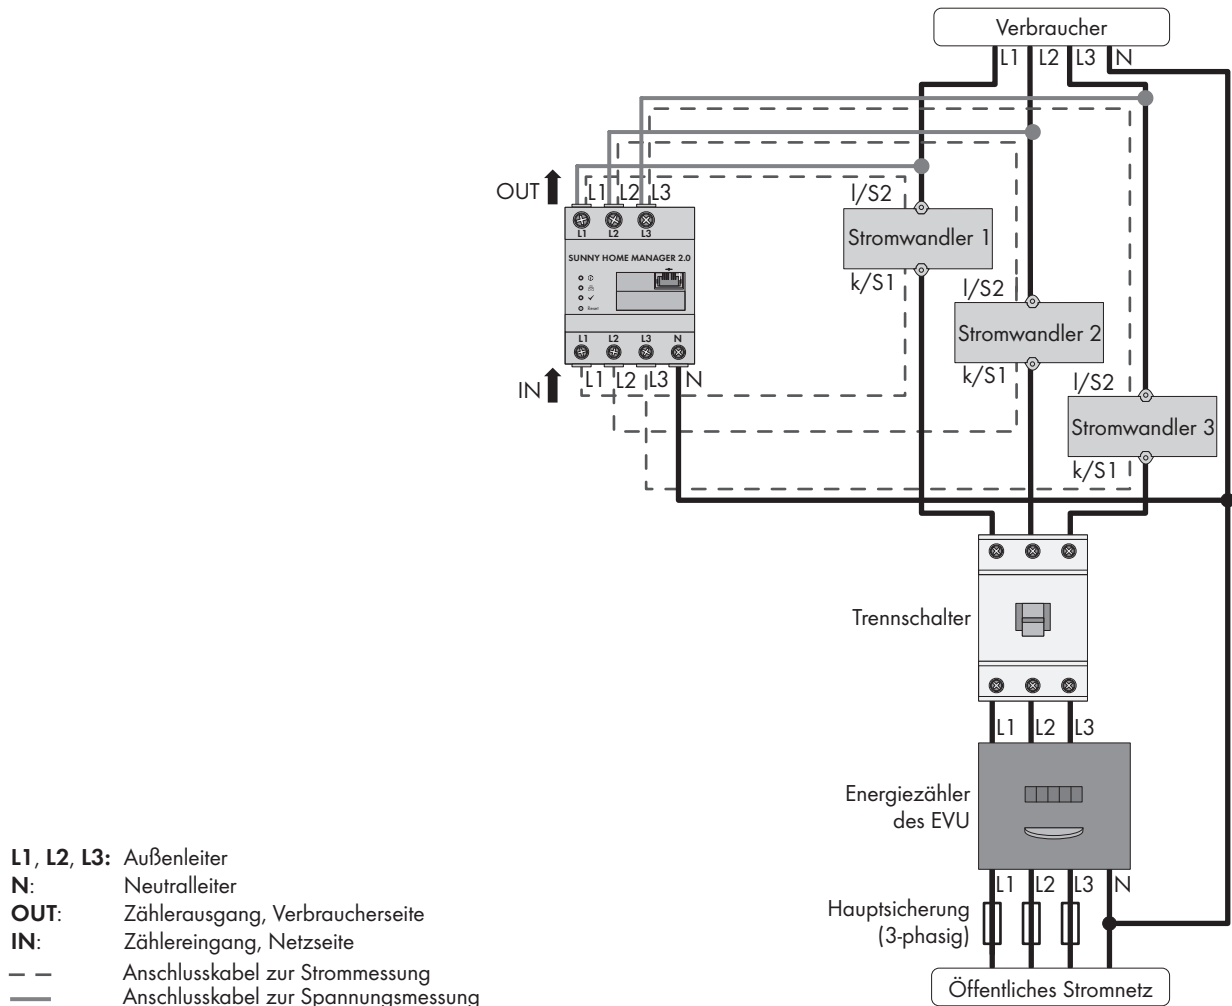 Verbraucher
L1 L2 L3 N
OUT L1 L2 L3
l/S2
L1 L2 L3
Stromwandler 1
SUNNY HOME MANAGER 2.0
k/S1
l/S2
Reset
Stromwandler 2
L1 L2 L3 N
k/S1
IN L1 L2 L3 N
l/S2
Stromwandler 3
k/S1
Trennschalter
L1 L2 L3
Energiezähler
des EVU
L1 L2 L3 N
Hauptsicherung
(3-phasig)
Öffentliches Stromnetz
L1, L2, L3: Außenleiter
N: Neutralleiter
OUT: Zählerausgang, Verbraucherseite
IN: Zählereingang, Netzseite
Anschlusskabel zur Strommessung
Anschlusskabel zur Spannungsmessung